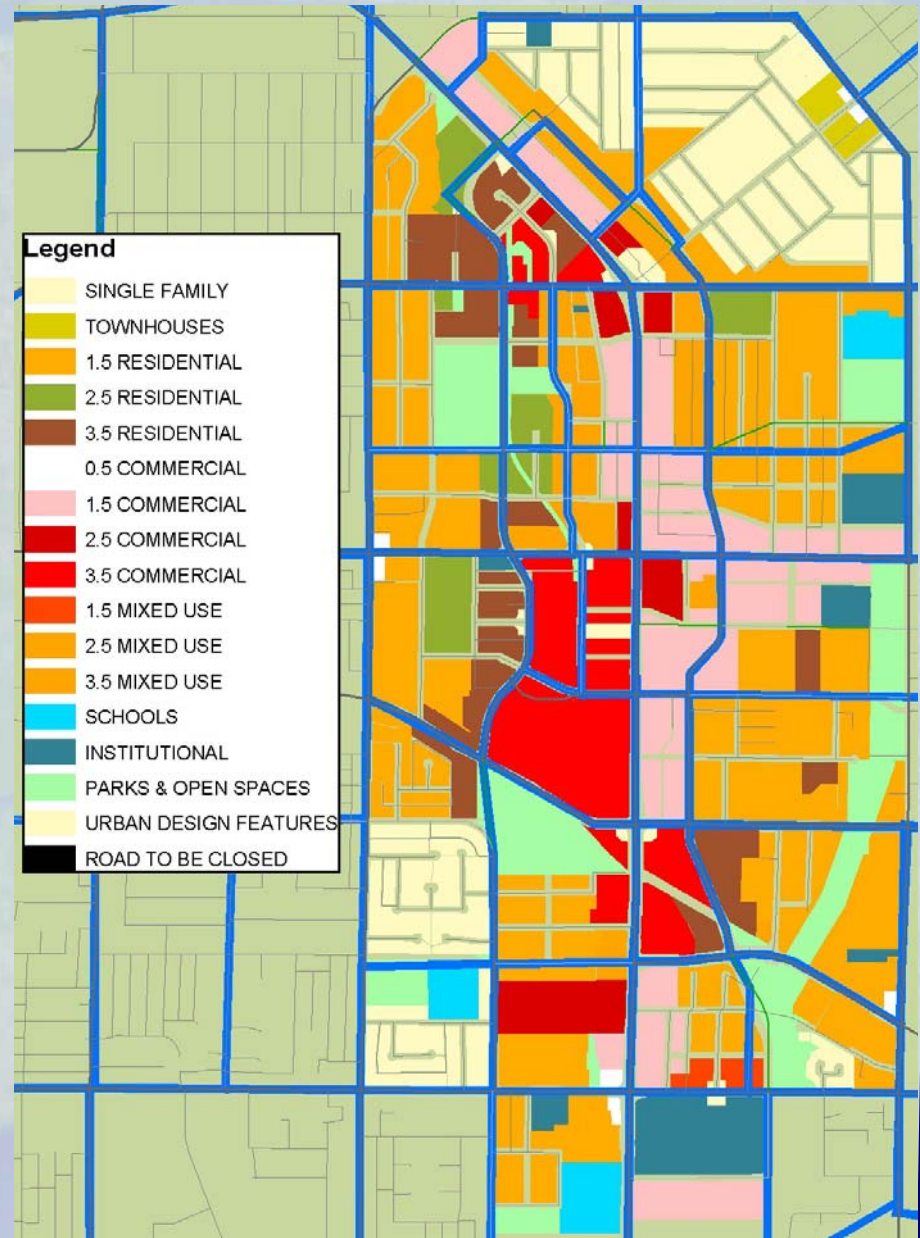 Legend
SINGLE FAMILY
TOWNHOUSES
1.5 RESIDENTIAL
2.5 RESIDENTIAL
3.5 RESIDENTIAL
0.5 COMMERCIAL
1.5 COMMERCIAL
2.5 COMMERCIAL
3.5 COMMERCIAL
1.5 MIXED USE
2.5 MIXED USE
3.5 MIXED USE
SCHOOLS
INSTITUTIONAL
PARKS & OPEN SPACES
URBAN DESIGN FEATURES
ROAD TO BE CLOSED